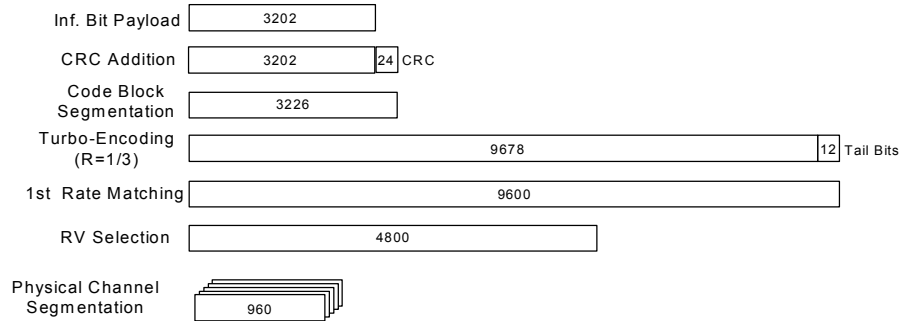 Inf. Bit Payload
3202
CRC Addition
3202
24
CRC
Code Block
Segmentation
3226
Turbo-Encoding
(R=1/3)
9678
12
Tail Bits
1st Rate Matching
9600
RV Selection
4800
Physical Channel
Segmentation
960